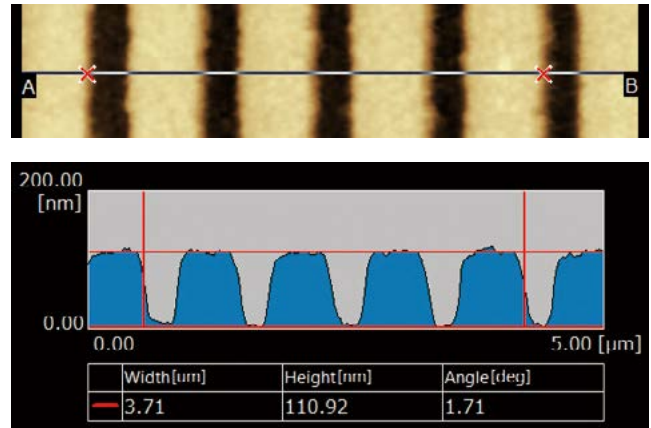 A
B
200.00
[nm]
0.00
0.00
5.00 [µm]
Width[um] Height[nm] Angle[deg]
3.71 110.92 1.71